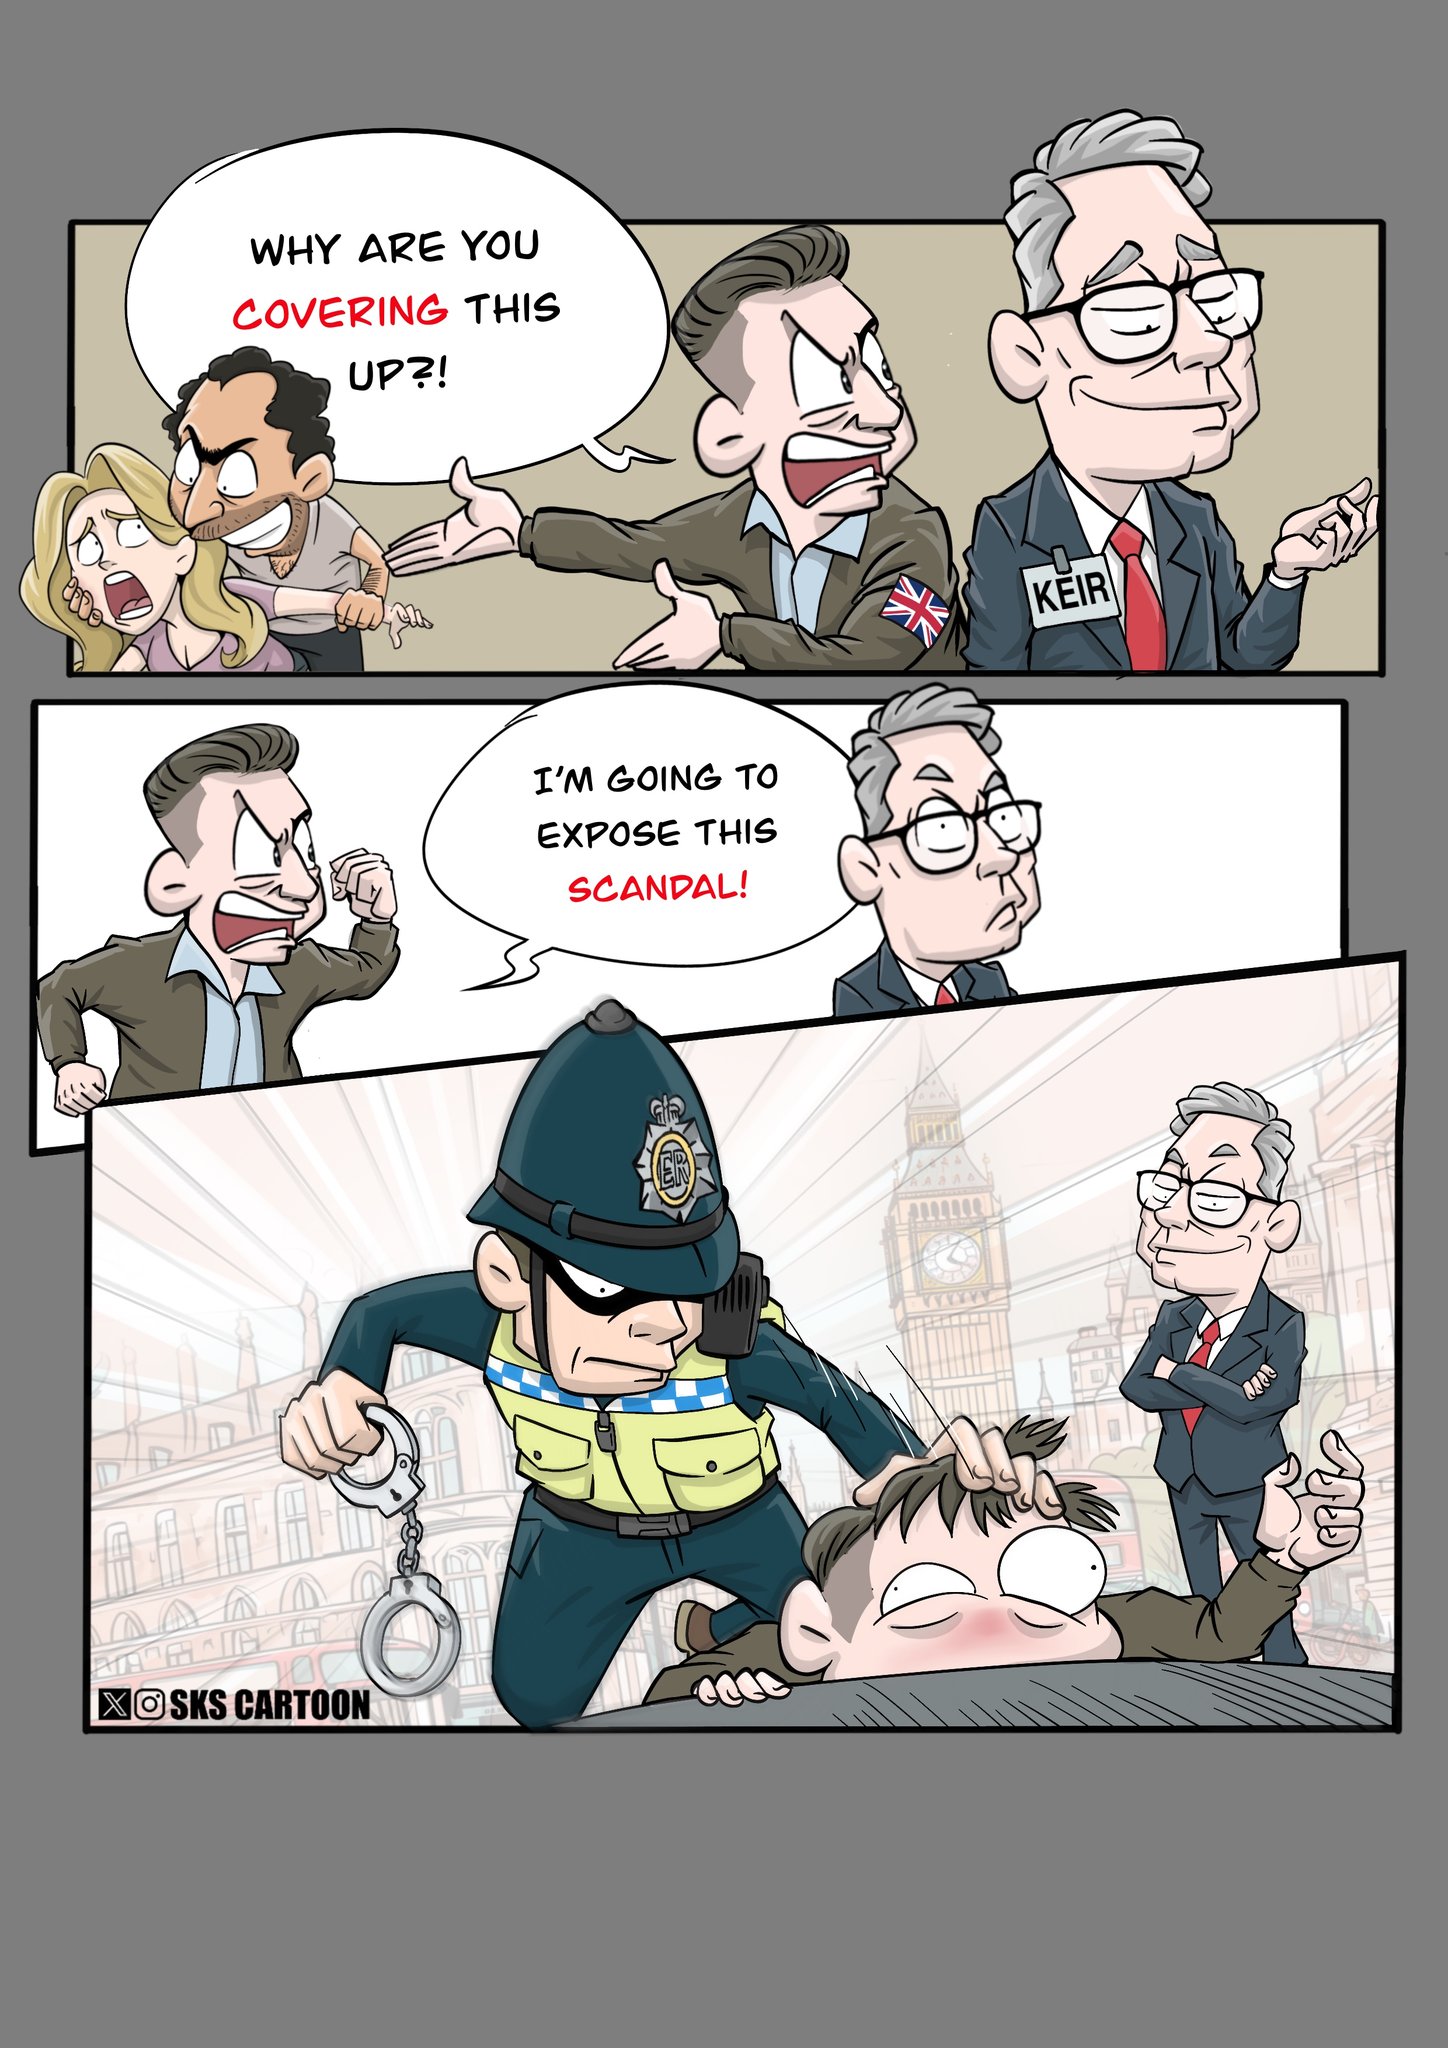 WHY ARE YOU
COVERING THIS
UP?!
KEIR
I'M GOING TO
EXPOSE THIS
SCANDAL!
ER
X SKS CARTOON